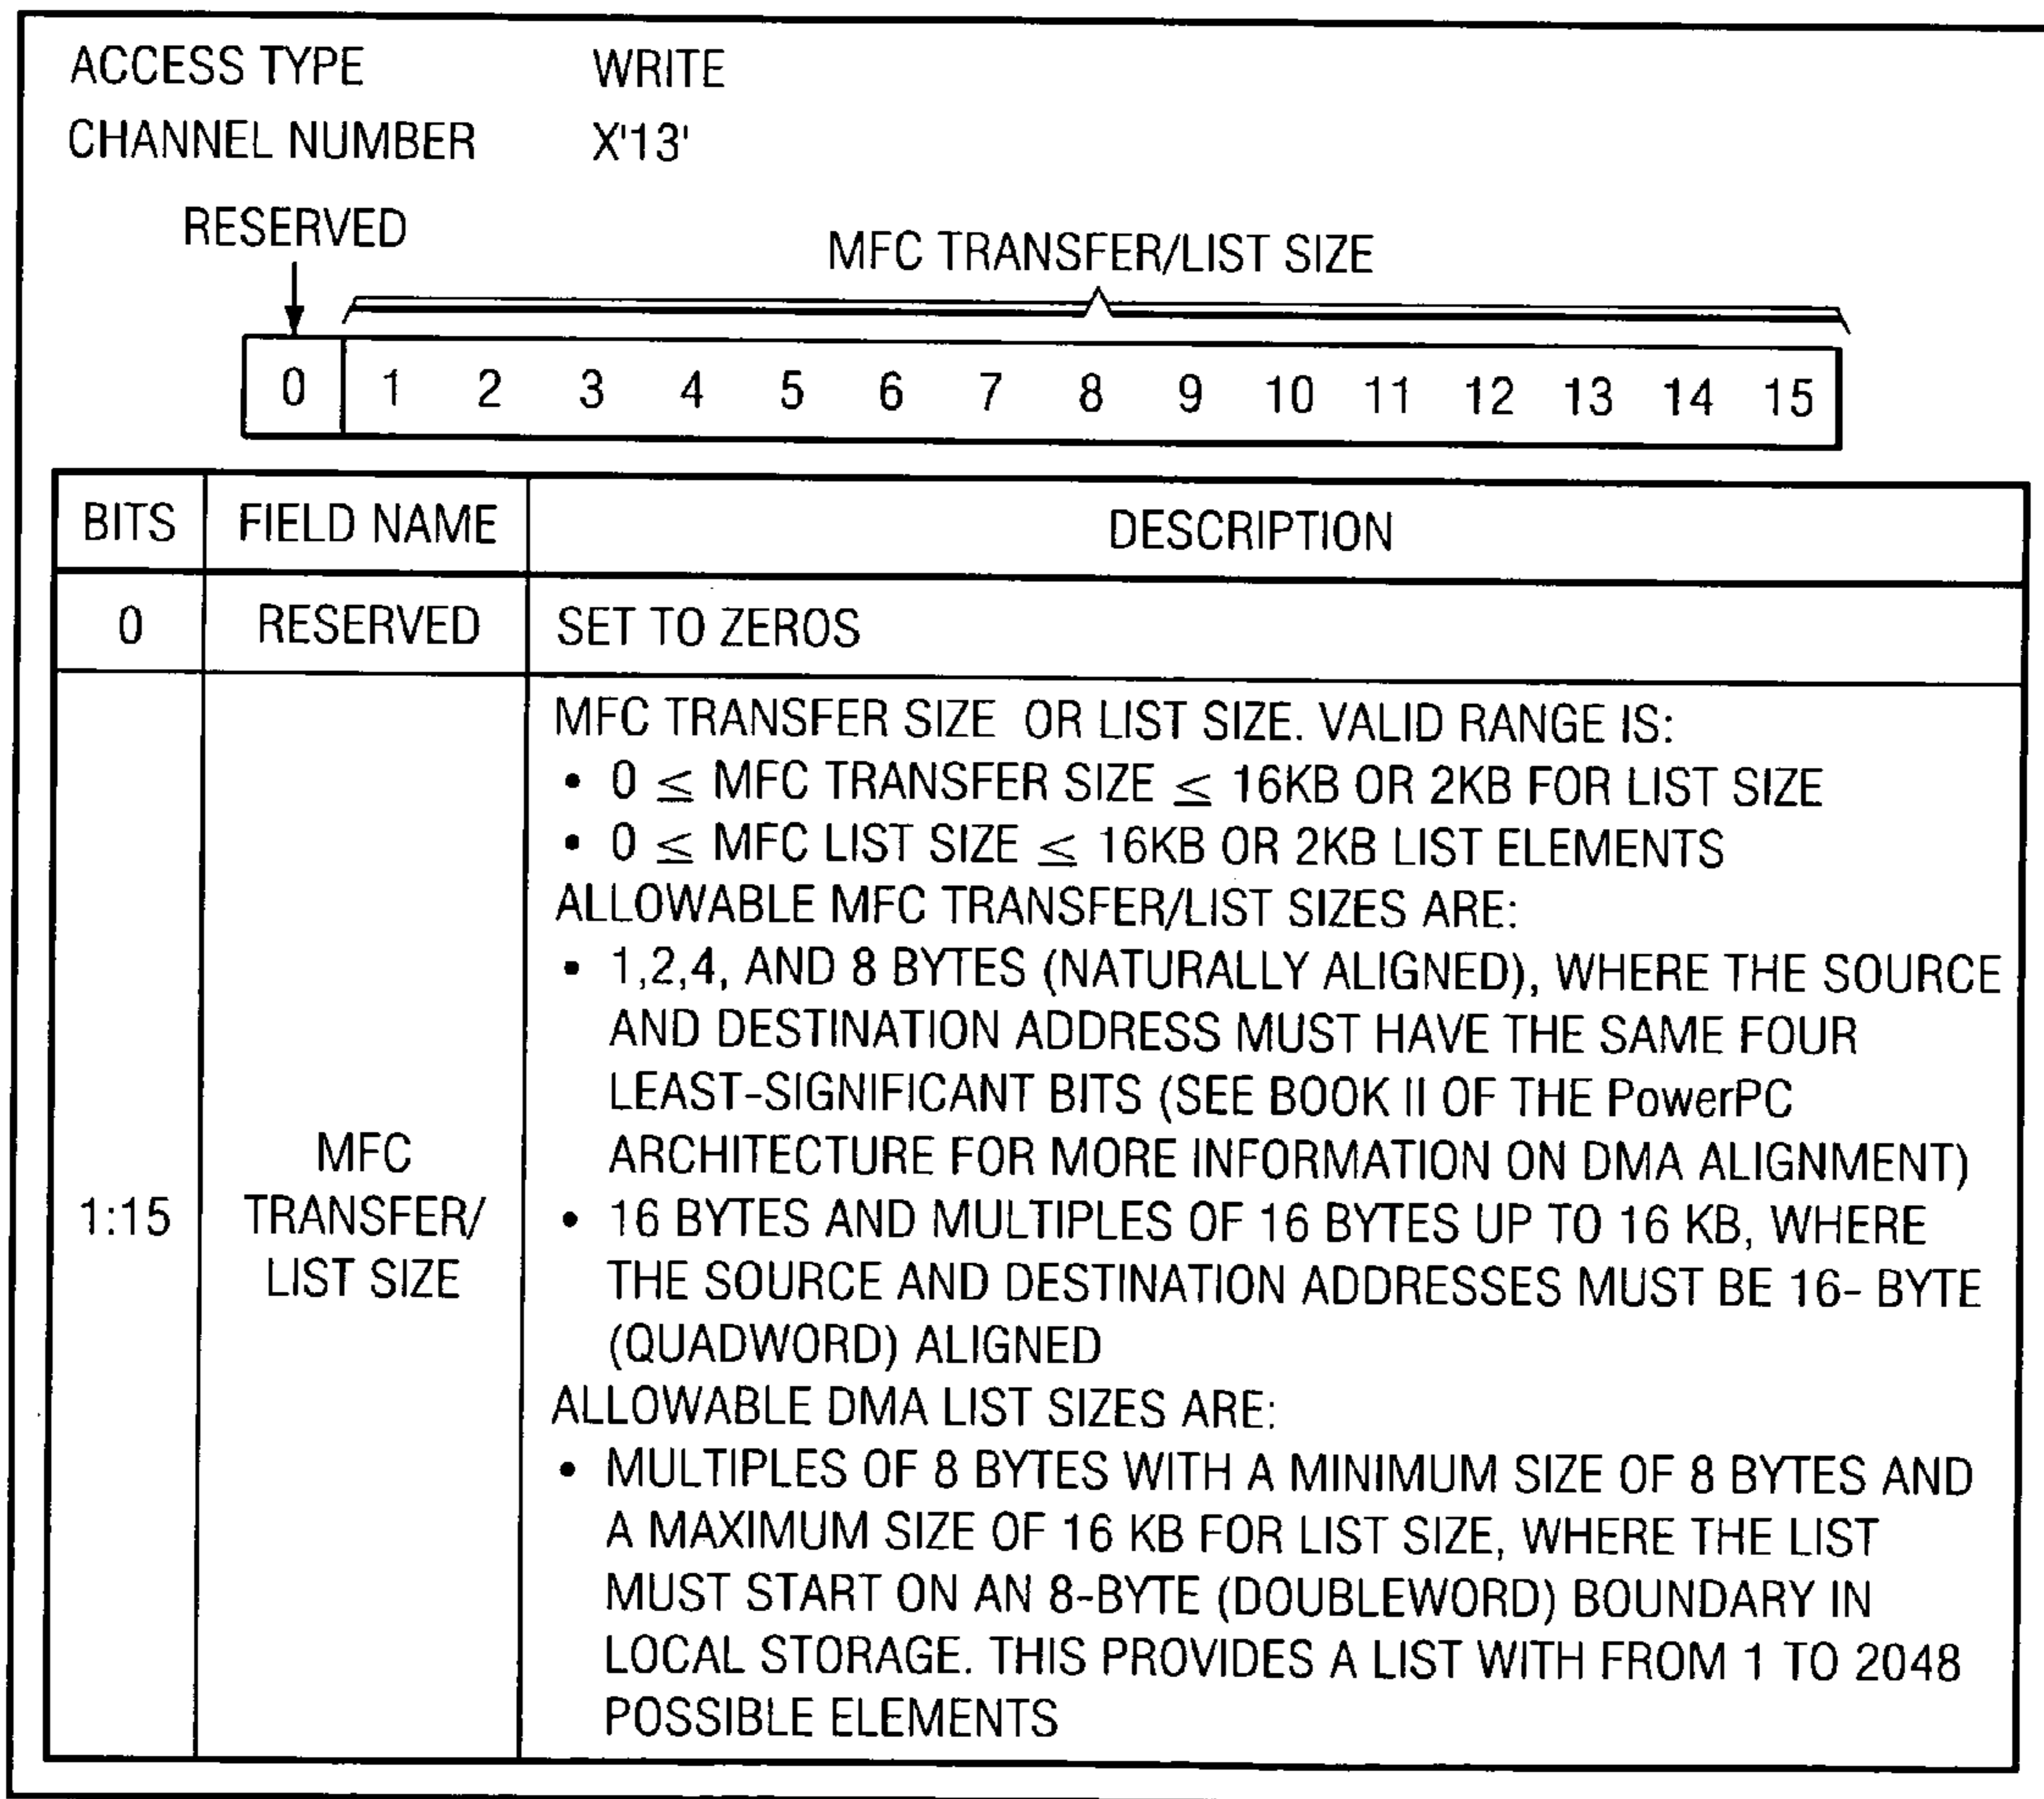 ACCESS TYPE WRITE
CHANNEL NUMBER X'13'
RESERVED
MFC TRANSFER/LIST SIZE
0 1 2 3 4 5 6 7 8 9 10 11 12 13 14 15
BITS FIELD NAME DESCRIPTION
0 RESERVED SET TO ZEROS
1:15
MFC
TRANSFER/
LIST SIZE
MFC TRANSFER SIZE OR LIST SIZE. VALID RANGE IS:
• 0 ≤ MFC TRANSFER SIZE ≤ 16KB OR 2KB FOR LIST SIZE
• 0 ≤ MFC LIST SIZE ≤ 16KB OR 2KB LIST ELEMENTS
ALLOWABLE MFC TRANSFER/LIST SIZES ARE:
• 1,2,4, AND 8 BYTES (NATURALLY ALIGNED), WHERE THE SOURCE
AND DESTINATION ADDRESS MUST HAVE THE SAME FOUR
LEAST-SIGNIFICANT BITS (SEE BOOK II OF THE PowerPC
ARCHITECTURE FOR MORE INFORMATION ON DMA ALIGNMENT)
• 16 BYTES AND MULTIPLES OF 16 BYTES UP TO 16 KB, WHERE
THE SOURCE AND DESTINATION ADDRESSES MUST BE 16- BYTE
(QUADWORD) ALIGNED
ALLOWABLE DMA LIST SIZES ARE:
• MULTIPLES OF 8 BYTES WITH A MINIMUM SIZE OF 8 BYTES AND
A MAXIMUM SIZE OF 16 KB FOR LIST SIZE, WHERE THE LIST
MUST START ON AN 8-BYTE (DOUBLEWORD) BOUNDARY IN
LOCAL STORAGE. THIS PROVIDES A LIST WITH FROM 1 TO 2048
POSSIBLE ELEMENTS